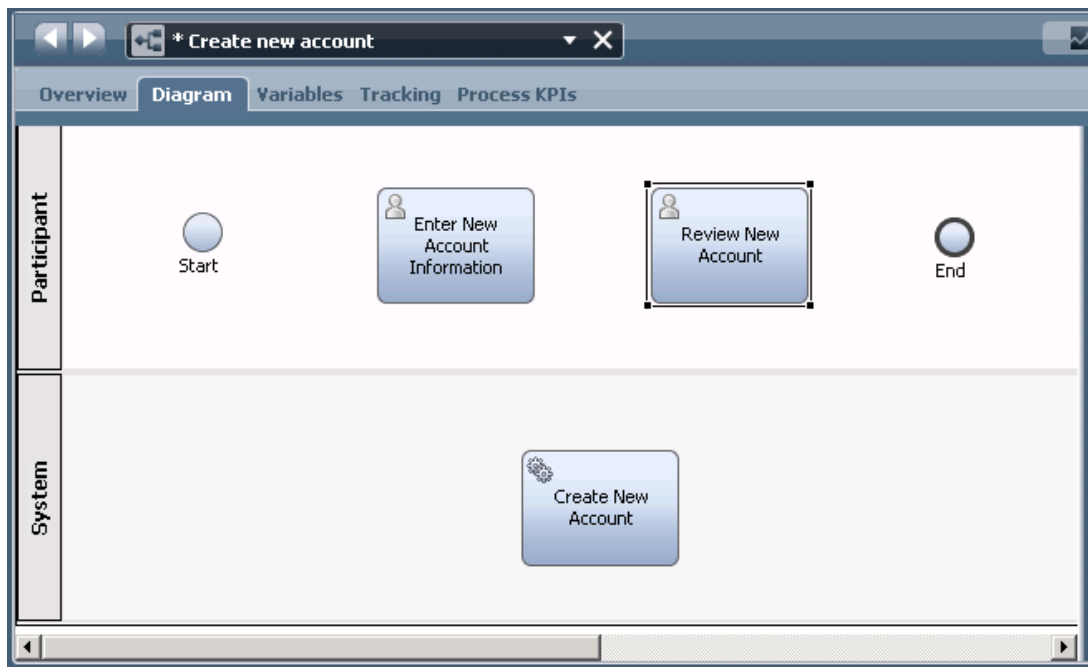 * Create new account
Overview Diagram Variables Tracking Process KPIs
Participant
Start
Enter New
Account
Information
Review New
Account
End
System
Create New
Account